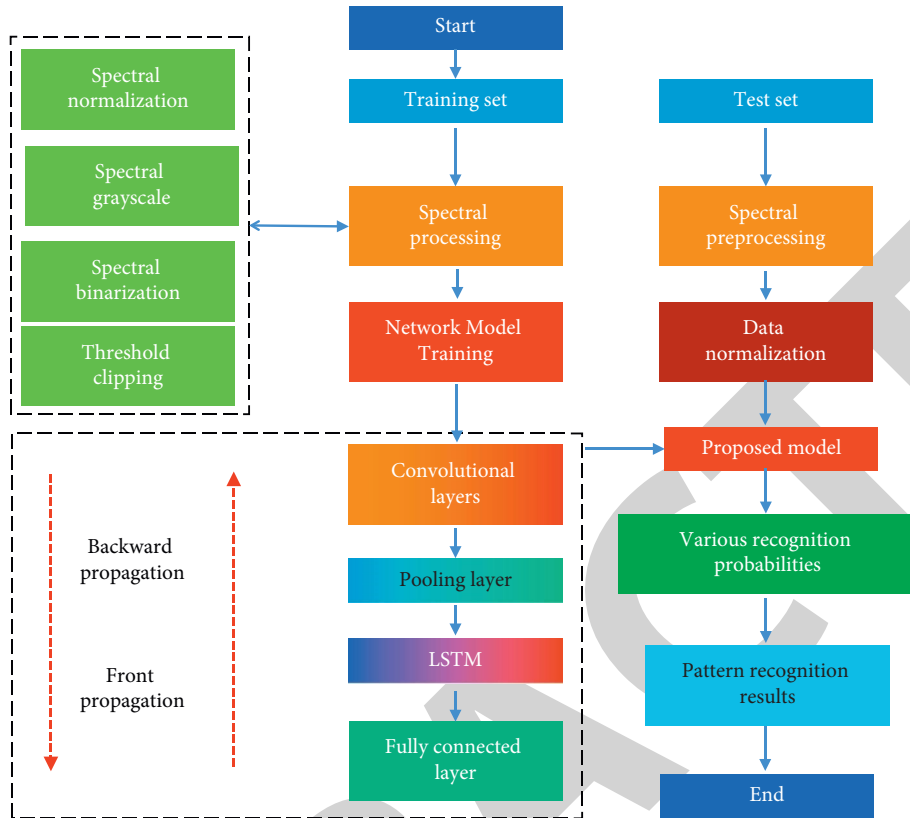 Start
Training set
Spectral
processing
Network Model
Training
Spectral
normalization
Spectral
grayscale
Spectral
binarization
Threshold
clipping
Convolutional
layers
Pooling layer
LSTM
Fully connected
layer
Backward
propagation
Front
propagation
Test set
Spectral
preprocessing
Data
normalization
Proposed model
Various recognition
probabilities
Pattern recognition
results
End